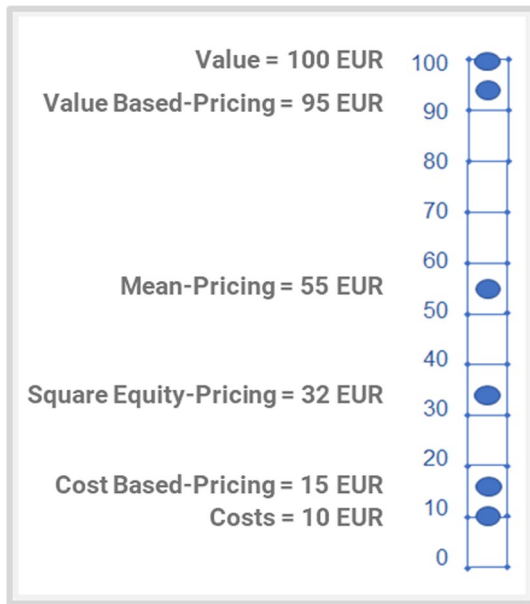 Value = 100 EUR
100
Value Based-Pricing = 95 EUR
90
80
70
60
Mean-Pricing = 55 EUR
50
40
Square Equity-Pricing = 32 EUR
30
20
Cost Based-Pricing = 15 EUR
10
Costs = 10 EUR
0